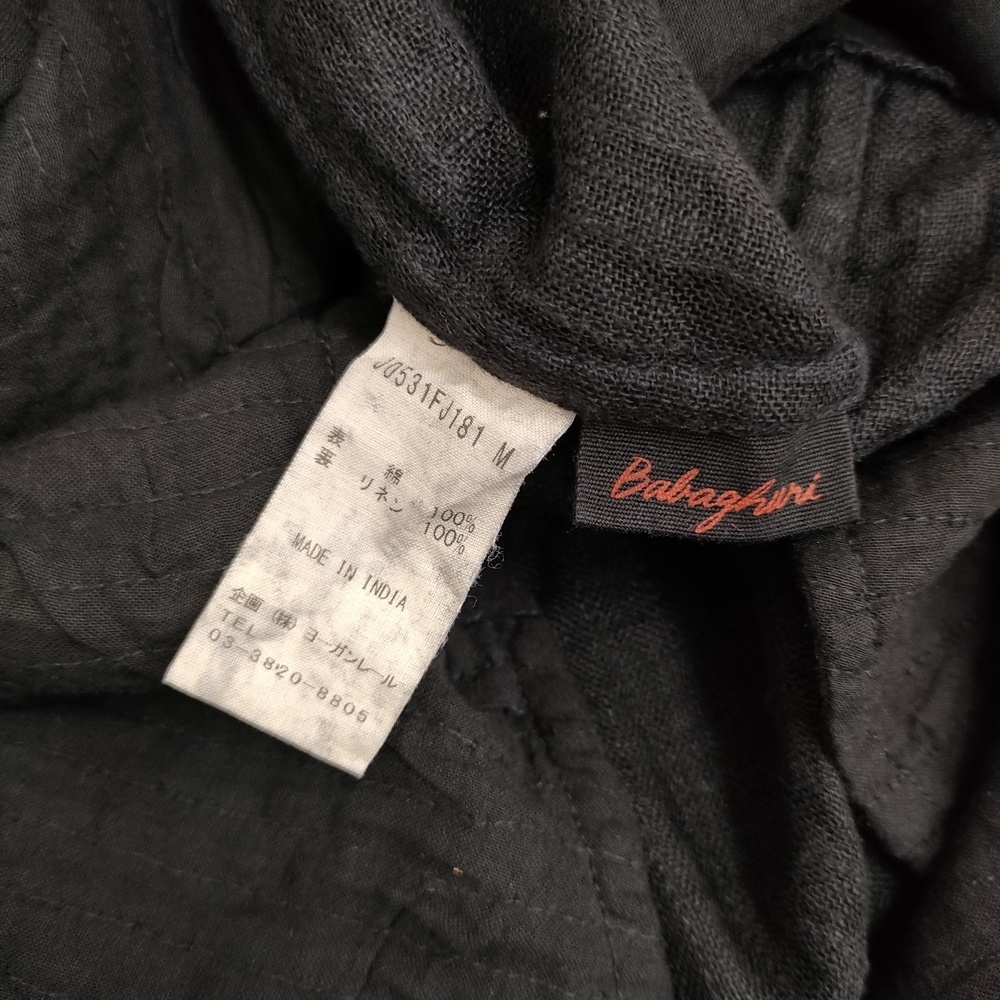 J0531FJ181 M
表 綿 100%
裏 リネン 100%
MADE IN INDIA
企画 (株) ヨーガンレール
TEL
03-3820-8805
Babaghuri